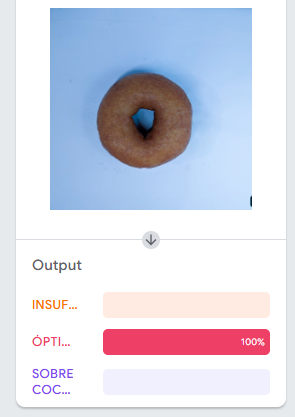 Output
INSUF...
ÓPTI...
100%
SOBRE
COC...